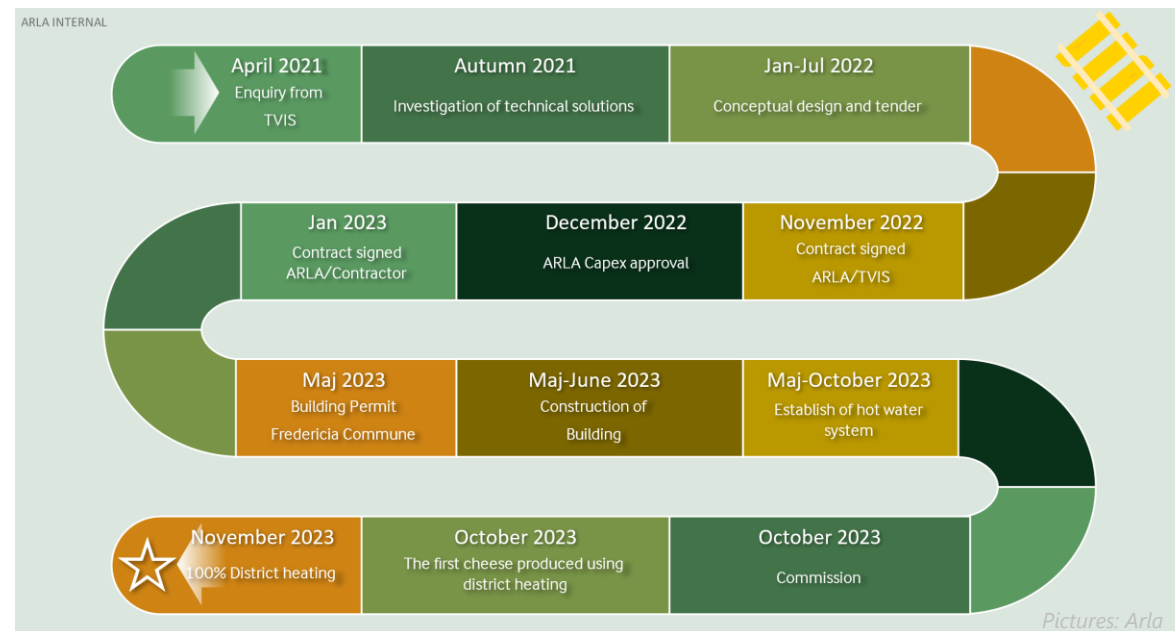 ARLA INTERNAL
April 2021
Enquiry from
TVIS
Autumn 2021
Investigation of technical solutions
Jan-Jul 2022
Conceptual design and tender
November 2022
Contract signed
ARLA/TVIS
December 2022
ARLA Capex approval
Jan 2023
Contract signed
ARLA/Contractor
Maj 2023
Building Permit
Fredericia Commune
Maj-June 2023
Construction of
Building
Maj-October 2023
Establish of hot water
system
October 2023
Commission
October 2023
The first cheese produced using
district heating
November 2023
100% District heating
Pictures: Arla